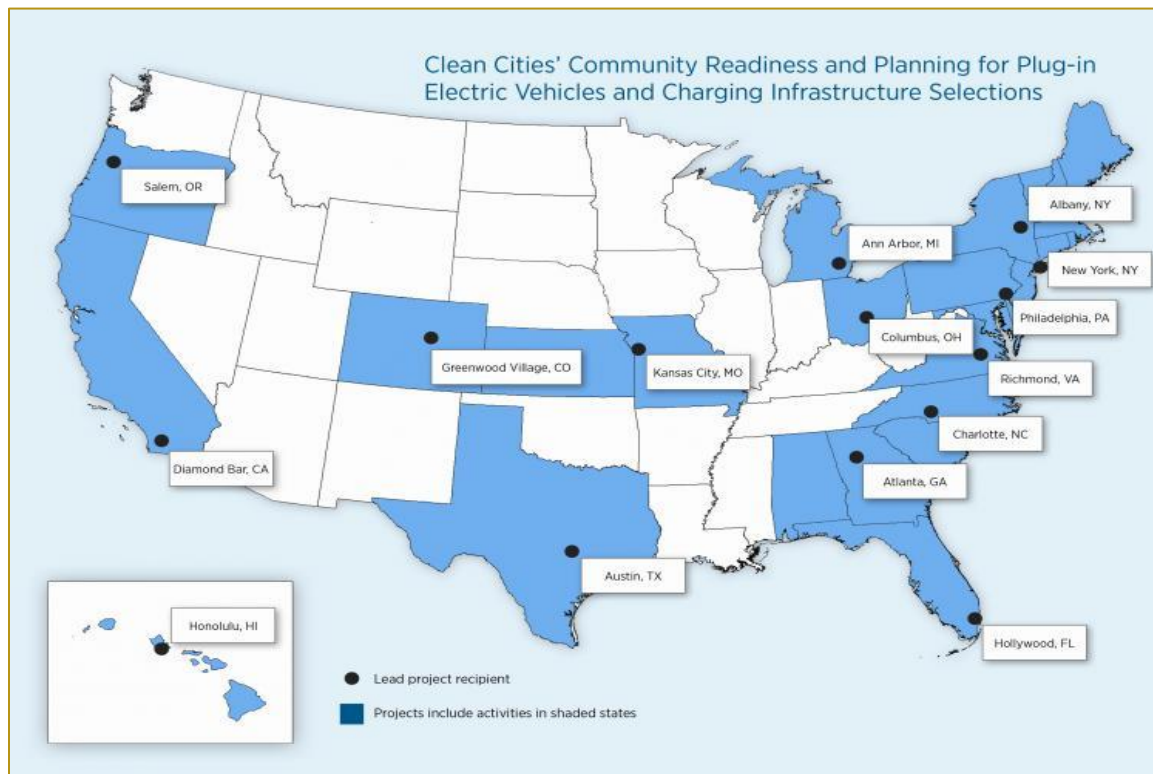 Clean Cities' Community Readiness and Planning for Plug-in
Electric Vehicles and Charging Infrastructure Selections
Salem, OR
Albany, NY
Ann Arbor, MI
New York, NY
Philadelphia, PA
Columbus, OH
Greenwood Village, CO
Kansas City, MO
Richmond, VA
Charlotte, NC
Diamond Bar, CA
Atlanta, GA
Austin, TX
Honolulu, HI
Hollywood, FL
Lead project recipient
Projects include activities in shaded states